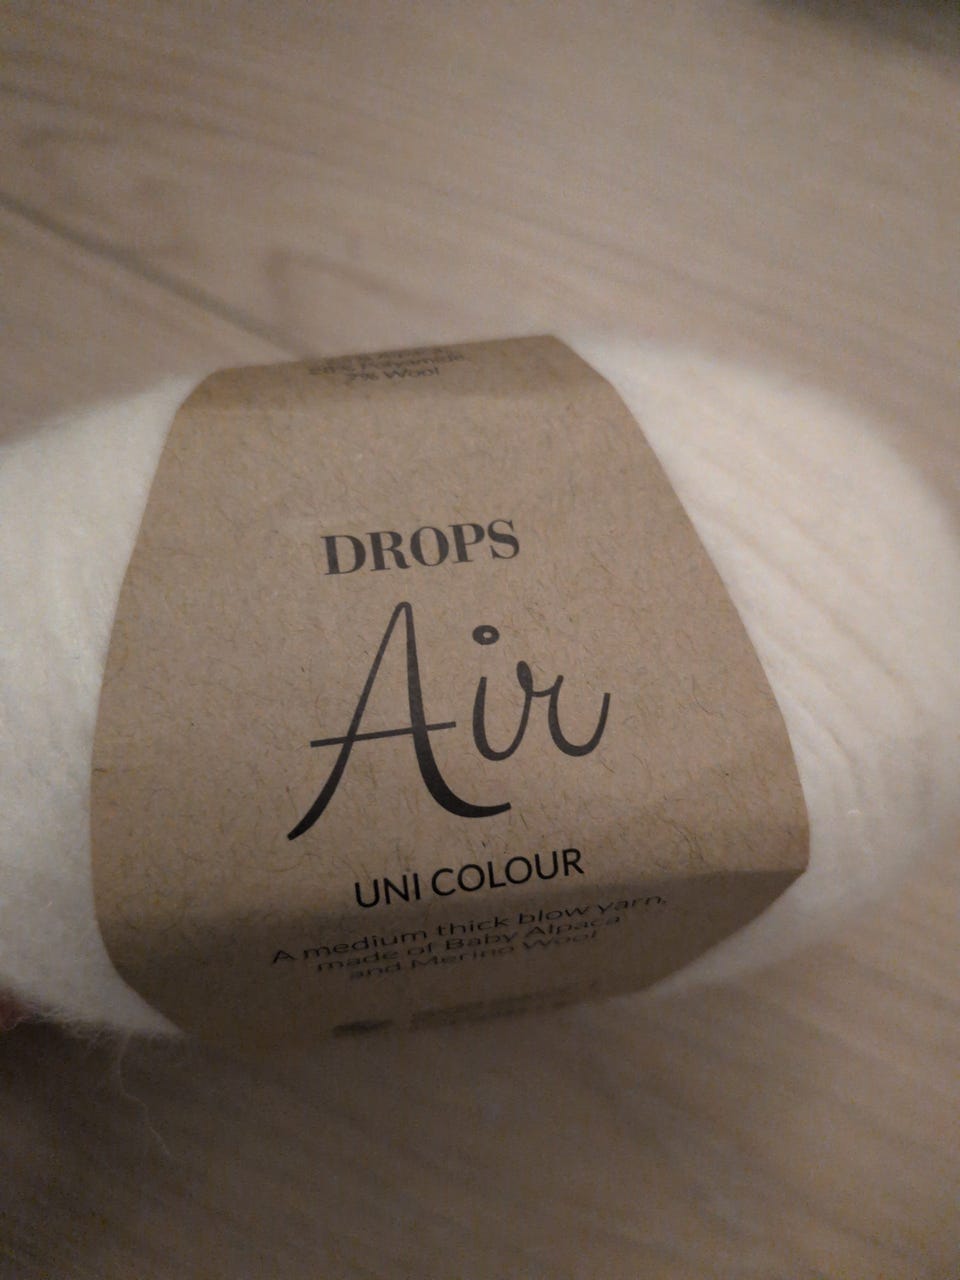 7% Wool
DROPS
Air
UNI COLOUR
A medium thick blow yarn,
made of Baby Alpaca
and Merino Wool